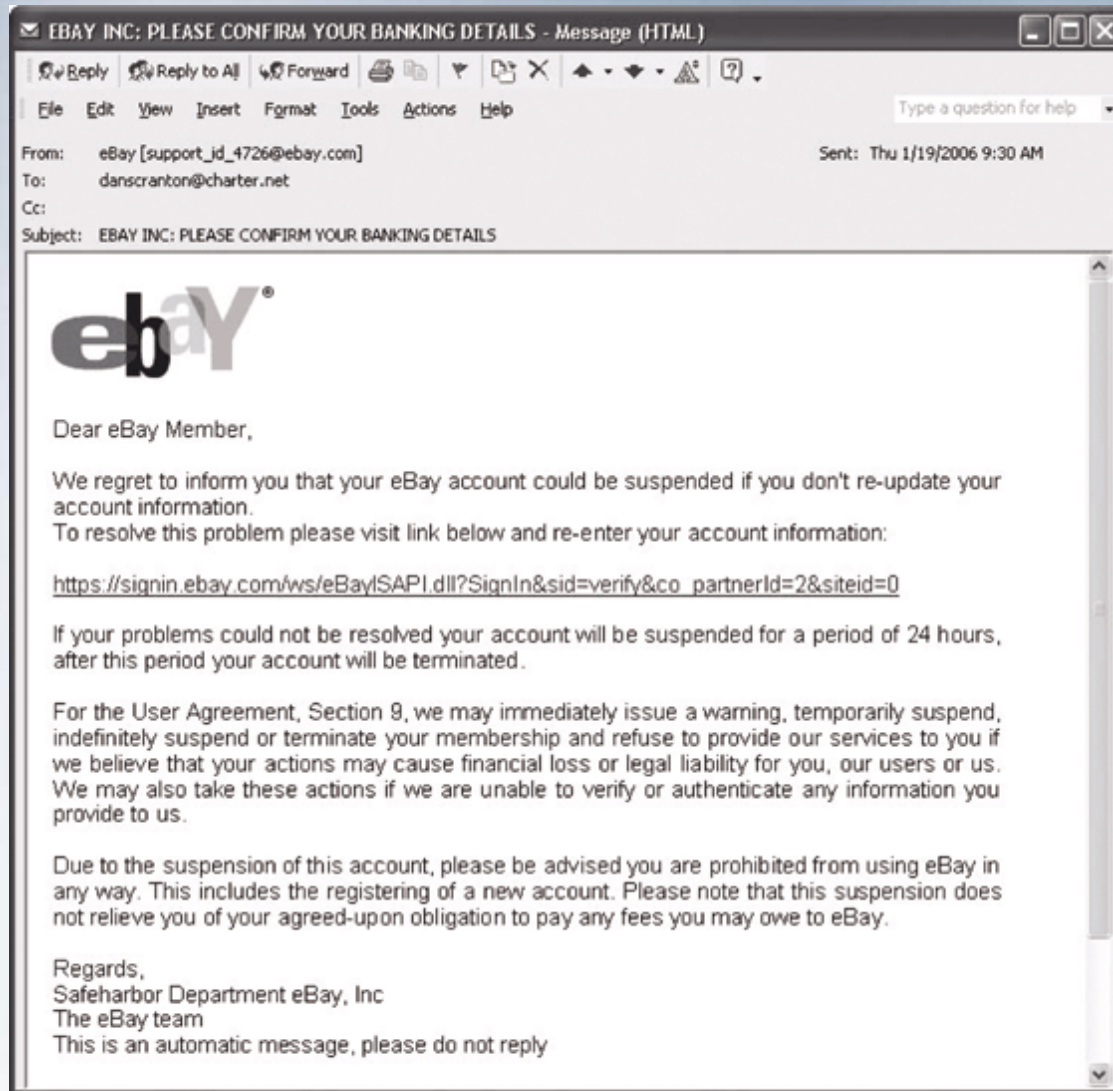 EBAY INC: PLEASE CONFIRM YOUR BANKING DETAILS - Message (HTML)
Reply Reply to All Forward
File Edit View Insert Format Tools Actions Help Type a question for help
From: eBay [support_id_4726@ebay.com] Sent: Thu 1/19/2006 9:30 AM
To: danscranton@charter.net
Cc:
Subject: EBAY INC: PLEASE CONFIRM YOUR BANKING DETAILS
ebaY®
Dear eBay Member,
We regret to inform you that your eBay account could be suspended if you don't re-update your
account information.
To resolve this problem please visit link below and re-enter your account information:
https://signin.ebay.com/ws/eBayISAPI.dll?SignIn&sid=verify&co_partnerId=2&siteid=0
If your problems could not be resolved your account will be suspended for a period of 24 hours,
after this period your account will be terminated.
For the User Agreement, Section 9, we may immediately issue a warning, temporarily suspend,
indefinitely suspend or terminate your membership and refuse to provide our services to you if
we believe that your actions may cause financial loss or legal liability for you, our users or us.
We may also take these actions if we are unable to verify or authenticate any information you
provide to us.
Due to the suspension of this account, please be advised you are prohibited from using eBay in
any way. This includes the registering of a new account. Please note that this suspension does
not relieve you of your agreed-upon obligation to pay any fees you may owe to eBay.
Regards,
Safeharbor Department eBay, Inc
The eBay team
This is an automatic message, please do not reply